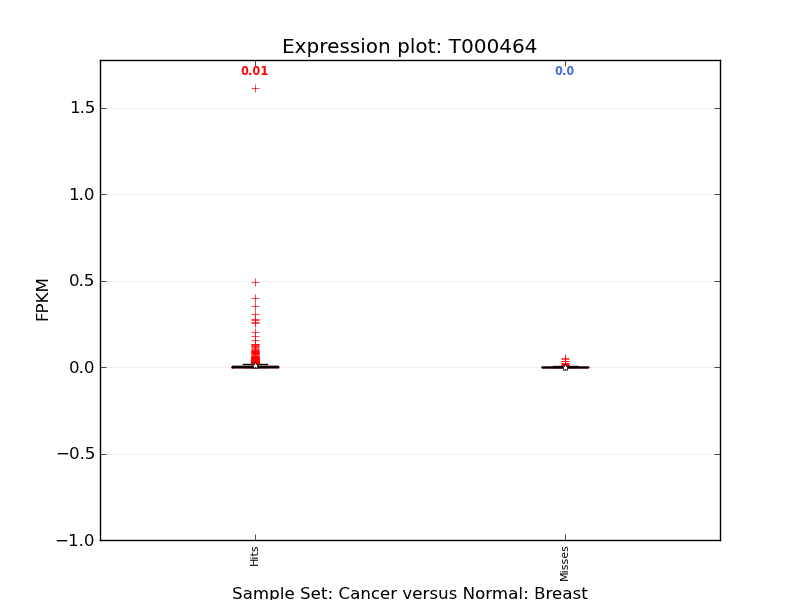 Expression plot: T000464
0.01
0.0
1.5
1.0
0.5
0.0
−0.5
−1.0
FPKM
Hits
Misses
Sample Set: Cancer versus Normal: Breast